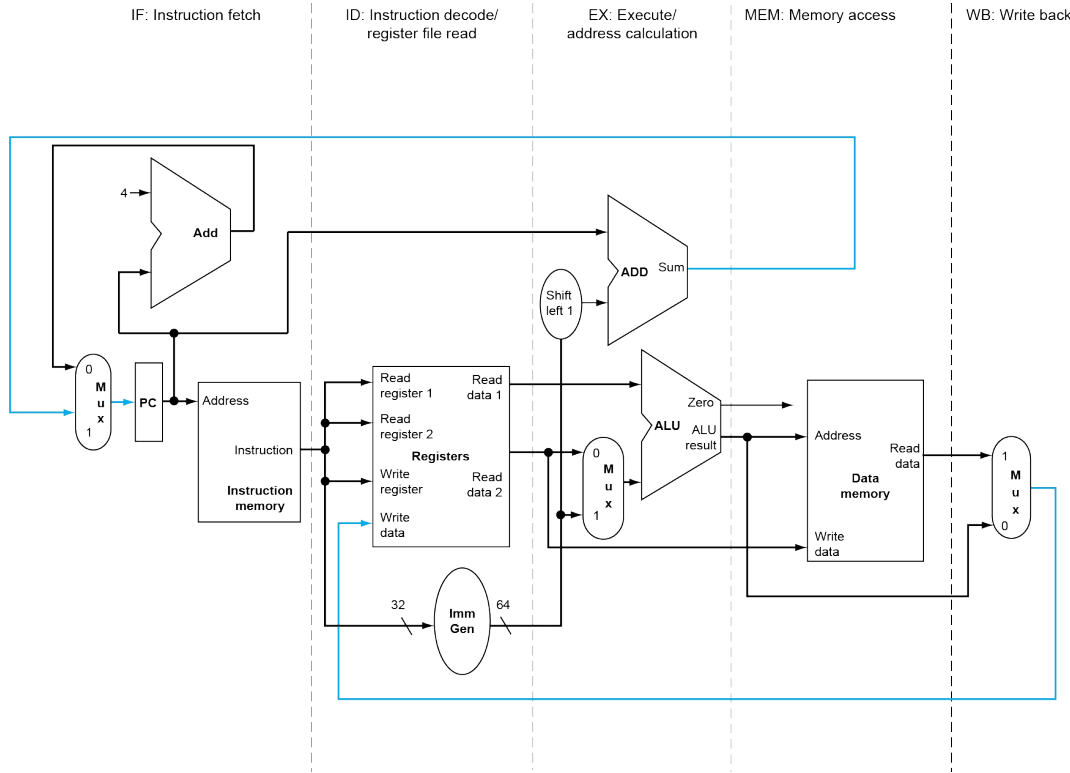 IF: Instruction fetch
ID: Instruction decode/
register file read
EX: Execute/
address calculation
MEM: Memory access
WB: Write back
4
Add
ADD
Sum
Shift
left 1
0
M
u
x
1
PC
Address
Instruction
Instruction
memory
Read
register 1
Read
register 2
Write
register
Write
data
Registers
Read
data 1
Read
data 2
0
M
u
x
1
ALU
Zero
ALU
result
Address
Read
data
Data
memory
Write
data
1
M
u
x
0
32
Imm
Gen
64